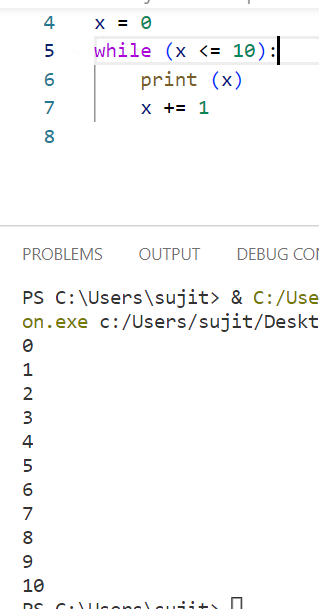 4 x = 0
5 while (x <= 10):
6 print (x)
7 x += 1
8
PROBLEMS OUTPUT DEBUG CON
PS C:\Users\sujit> & C:/Use
on.exe c:/Users/sujit/Deskt
0
1
2
3
4
5
6
7
8
9
10
PS C:\Users\sujit>